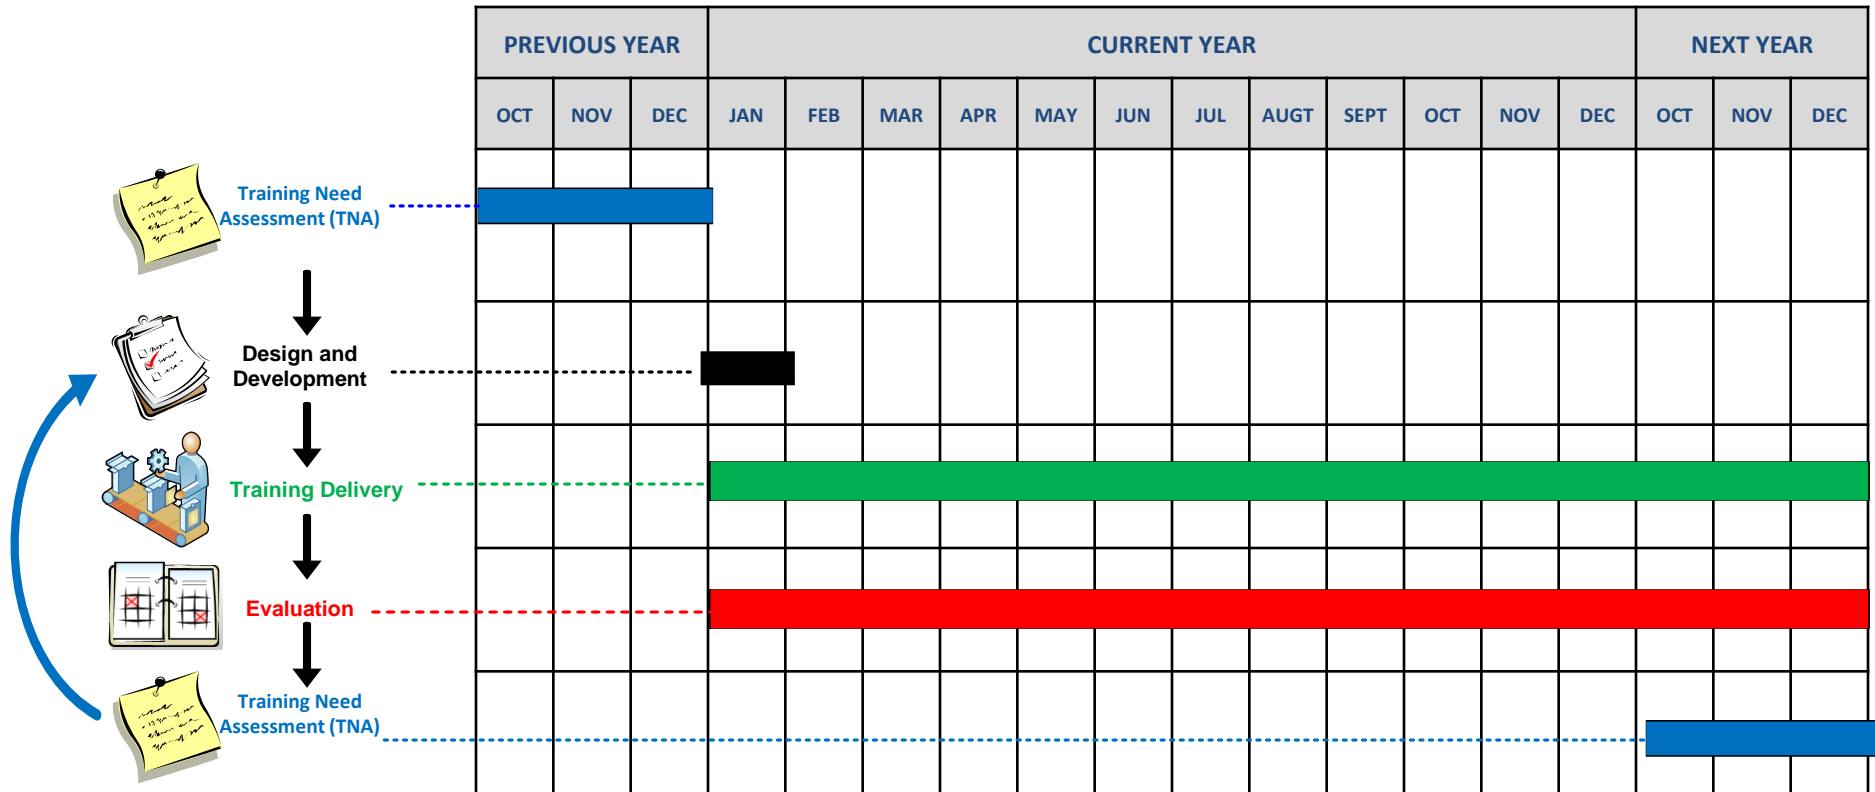 PREVIOUS YEAR CURRENT YEAR NEXT YEAR
OCT NOV DEC JAN FEB MAR APR MAY JUN JUL AUGT SEPT OCT NOV DEC OCT NOV DEC
Training Need
Assessment (TNA)
Design and
Development
Training Delivery
Evaluation
Training Need
Assessment (TNA)